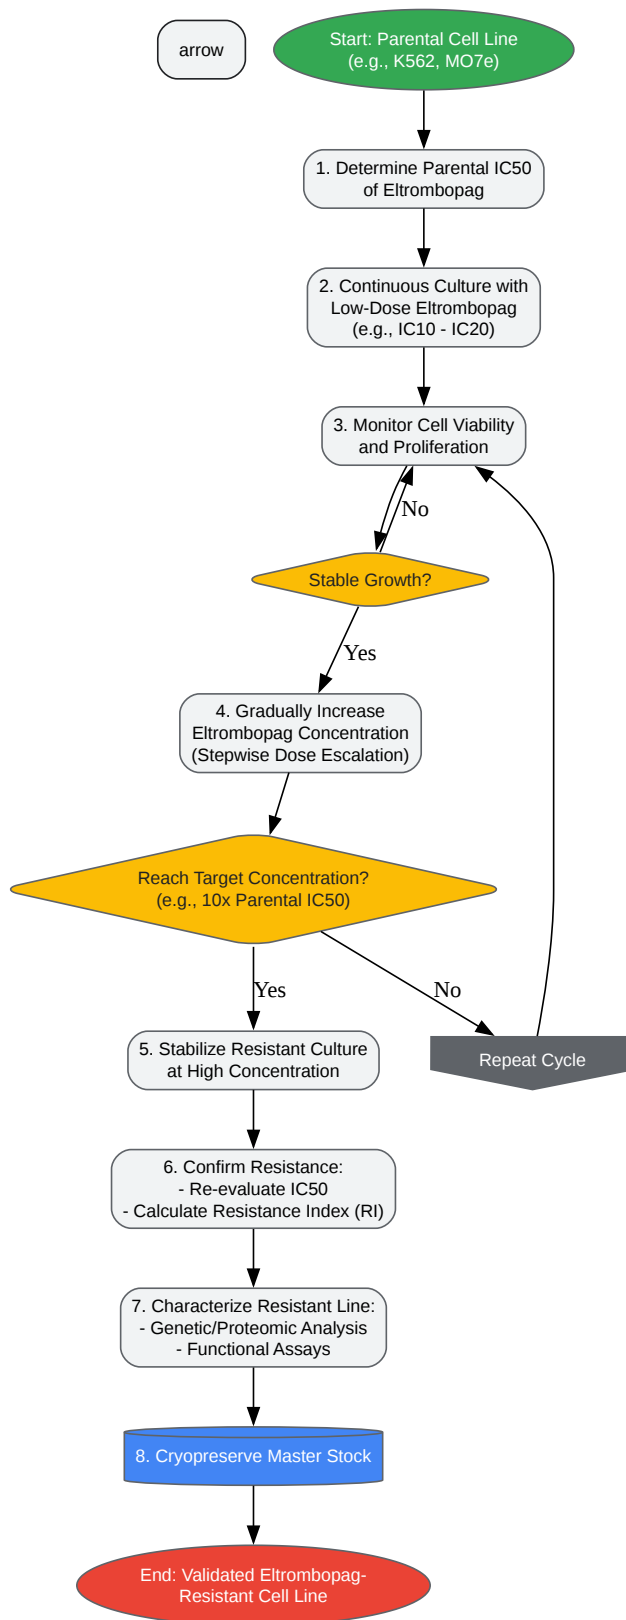 arrow
Start: Parental Cell Line
(e.g., K562, MO7e)
1. Determine Parental IC50
of Eltrombopag
2. Continuous Culture with
Low-Dose Eltrombopag
(e.g., IC10 - IC20)
3. Monitor Cell Viability
and Proliferation
No
Stable Growth?
Yes
4. Gradually Increase
Eltrombopag Concentration
(Stepwise Dose Escalation)
Reach Target Concentration?
(e.g., 10x Parental IC50)
Yes
No
5. Stabilize Resistant Culture
at High Concentration
Repeat Cycle
6. Confirm Resistance:
- Re-evaluate IC50
- Calculate Resistance Index (RI)
7. Characterize Resistant Line:
- Genetic/Proteomic Analysis
- Functional Assays
8. Cryopreserve Master Stock
End: Validated Eltrombopag-
Resistant Cell Line